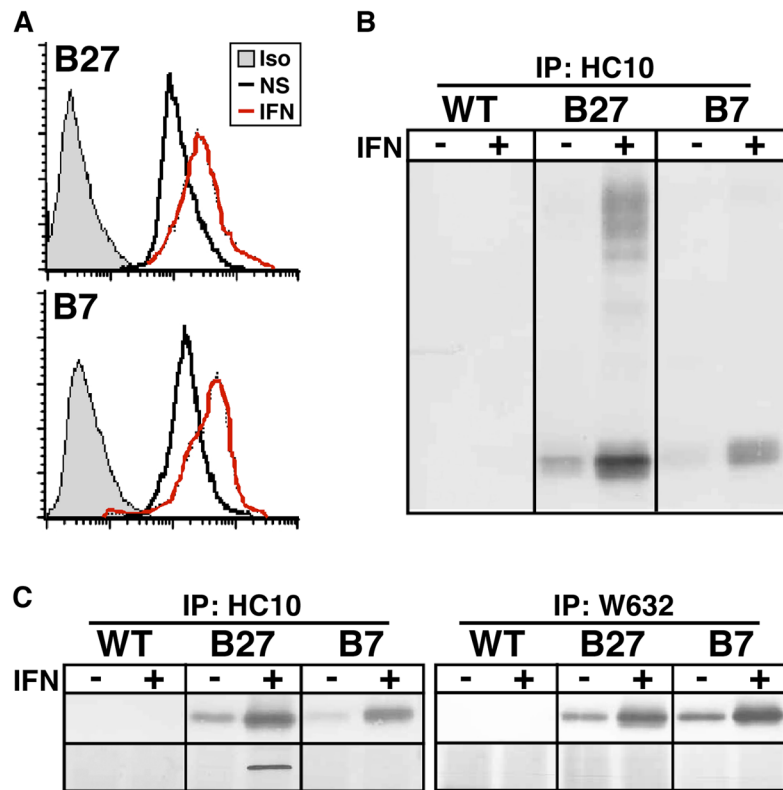 A
B27
Iso
NS
IFN
B7
B
IP: HC10
WT B27 B7
IFN - + - + - +
C
IP: HC10
WT B27 B7
IFN - + - + - +
IP: W632
WT B27 B7
- + - + - +